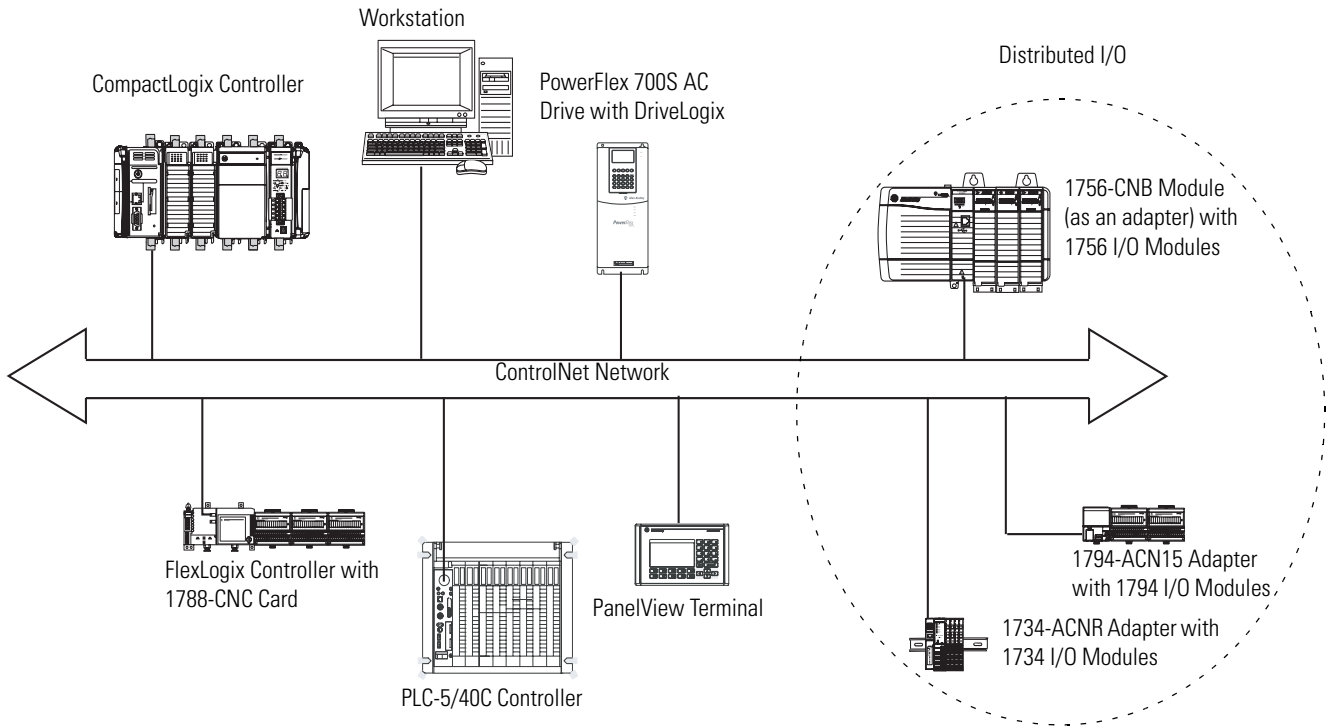 Workstation
CompactLogix Controller
PowerFlex 700S AC
Drive with DriveLogix
Distributed I/O
1756-CNB Module
(as an adapter) with
1756 I/O Modules
ControlNet Network
FlexLogix Controller with
1788-CNC Card
PLC-5/40C Controller
PanelView Terminal
1794-ACN15 Adapter
with 1794 I/O Modules
1734-ACNR Adapter with
1734 I/O Modules